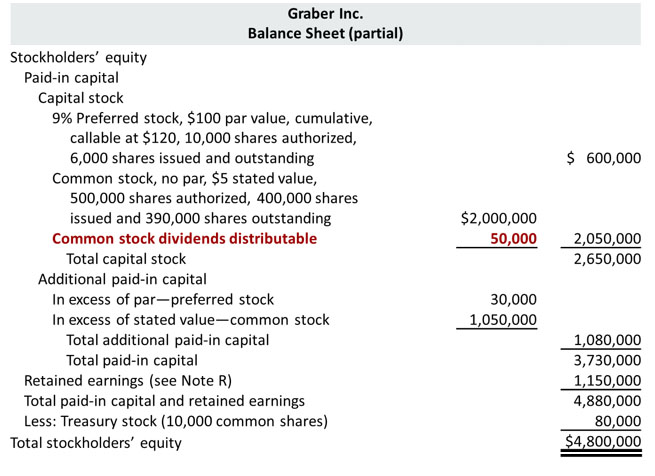 Graber Inc.
Balance Sheet (partial)
Stockholders’ equity
Paid-in capital
Capital stock
9% Preferred stock, $100 par value, cumulative,
callable at $120, 10,000 shares authorized,
6,000 shares issued and outstanding $ 600,000
Common stock, no par, $5 stated value,
500,000 shares authorized, 400,000 shares
issued and 390,000 shares outstanding $2,000,000
Common stock dividends distributable 50,000 2,050,000
Total capital stock 2,650,000
Additional paid-in capital
In excess of par—preferred stock 30,000
In excess of stated value—common stock 1,050,000
Total additional paid-in capital 1,080,000
Total paid-in capital 3,730,000
Retained earnings (see Note R) 1,150,000
Total paid-in capital and retained earnings 4,880,000
Less: Treasury stock (10,000 common shares) 80,000
Total stockholders’ equity $4,800,000